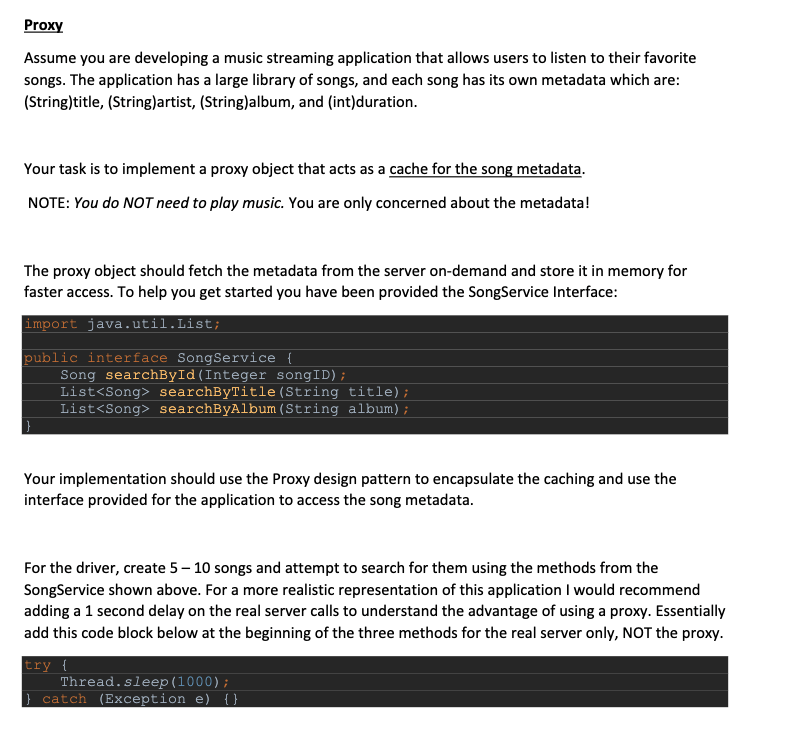 Proxy
Assume you are developing a music streaming application that allows users to listen to their favorite
songs. The application has a large library of songs, and each song has its own metadata which are:
(String)title, (String)artist, (String)album, and (int)duration.
Your task is to implement a proxy object that acts as a cache for the song metadata.
NOTE: You do NOT need to play music. You are only concerned about the metadata!
The proxy object should fetch the metadata from the server on-demand and store it in memory for
faster access. To help you get started you have been provided the SongService Interface:
import java.util.List;
public interface SongService {
    Song searchById(Integer songID);
    List<Song> searchByTitle(String title);
    List<Song> searchByAlbum(String album);
}
Your implementation should use the Proxy design pattern to encapsulate the caching and use the
interface provided for the application to access the song metadata.
For the driver, create 5 – 10 songs and attempt to search for them using the methods from the
SongService shown above. For a more realistic representation of this application I would recommend
adding a 1 second delay on the real server calls to understand the advantage of using a proxy. Essentially
add this code block below at the beginning of the three methods for the real server only, NOT the proxy.
try {
    Thread.sleep(1000);
} catch (Exception e) {}